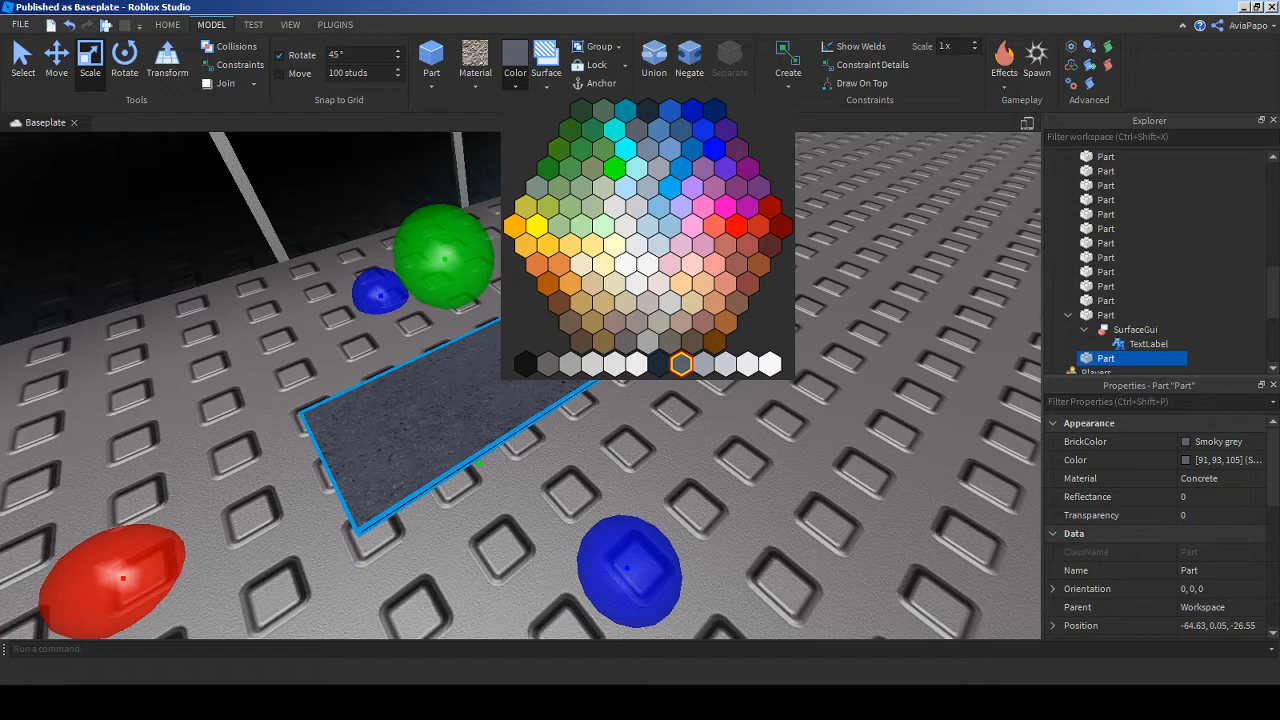 Published as Baseplate - Roblox Studio
FILE HOME MODEL TEST VIEW PLUGINS AviaPapo
Select Move Scale Rotate Transform
Collisions
Constraints
Join
Tools
Rotate 45°
Move 100 studs
Snap to Grid
Part Material Color Surface
Group
Lock
Anchor
Union Negate Separate
Create
Show Welds Scale 1x
Constraint Details
Draw On Top
Constraints
Effects Spawn
Gameplay
Advanced
Baseplate
Explorer
Filter workspace (Ctrl+Shift+X)
Part
Part
Part
Part
Part
Part
Part
Part
Part
Part
Part
Part
SurfaceGui
TextLabel
Part
Players
Properties - Part "Part"
Filter Properties (Ctrl+Shift+P)
Appearance
BrickColor Smoky grey
Color [91, 93, 105] (S...
Material Concrete
Reflectance 0
Transparency 0
Data
ClassName Part
Name Part
Orientation 0, 0, 0
Parent Workspace
Position -64.63, 0.05, -26.55
Run a command